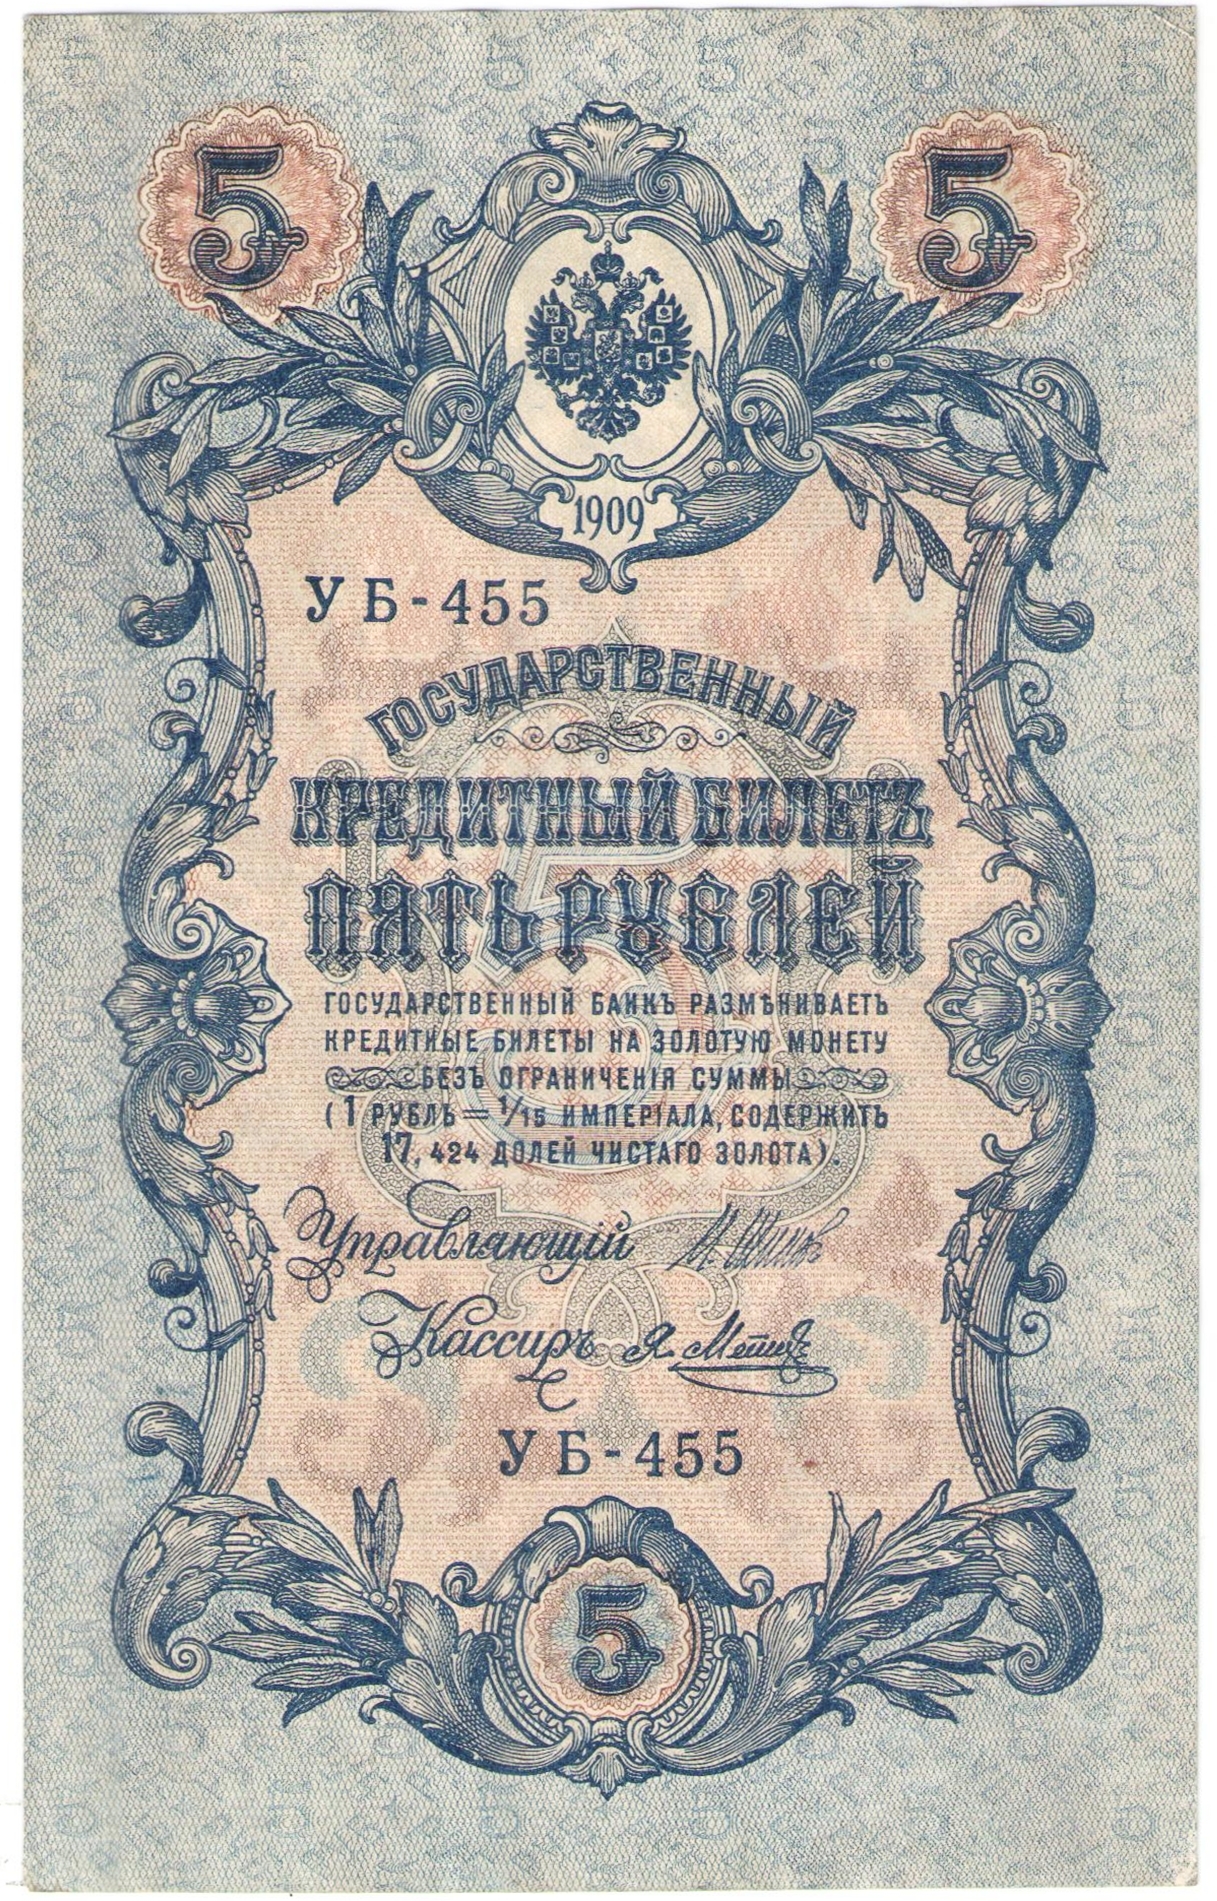 5 5
1909
УБ-455
ГОСУДАРСТВЕННЫЙ
КРЕДИТНЫЙ БИЛЕТЪ
ПЯТЬ РУБЛЕЙ
ГОСУДАРСТВЕННЫЙ БАНКЪ РАЗМѢНИВАЕТЪ
КРЕДИТНЫЕ БИЛЕТЫ НА ЗОЛОТУЮ МОНЕТУ
БЕЗЪ ОГРАНИЧЕНІЯ СУММЫ
(1 РУБЛЬ = 1/15 ИМПЕРІАЛА, СОДЕРЖИТЪ
17,424 ДОЛЕЙ ЧИСТАГО ЗОЛОТА).
Управляющій
Кассиръ
УБ-455
5